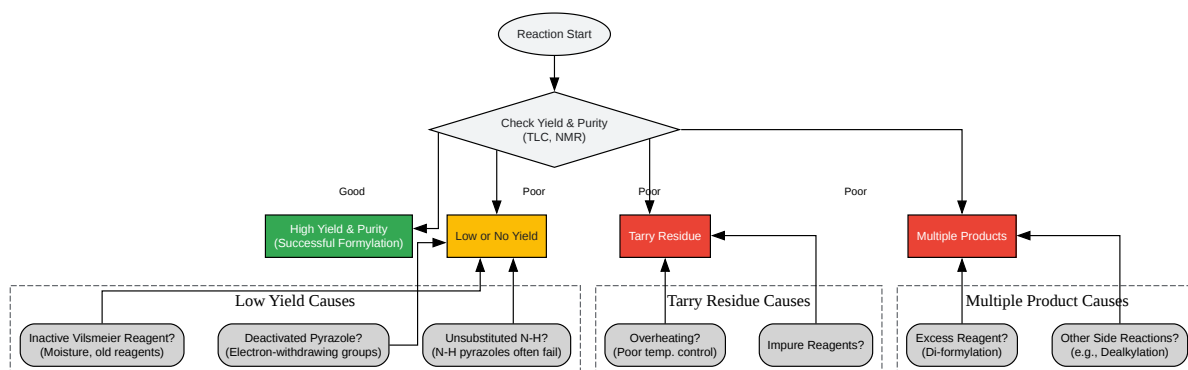 Reaction Start
Check Yield & Purity
(TLC, NMR)
Good
Poor
Poor
Poor
High Yield & Purity
(Successful Formylation)
Low or No Yield
Tarry Residue
Multiple Products
Low Yield Causes
Tarry Residue Causes
Multiple Product Causes
Inactive Vilsmeier Reagent?
(Moisture, old reagents)
Deactivated Pyrazole?
(Electron-withdrawing groups)
Unsubstituted N-H?
(N-H pyrazoles often fail)
Overheating?
(Poor temp. control)
Impure Reagents?
Excess Reagent?
(Di-formylation)
Other Side Reactions?
(e.g., Dealkylation)